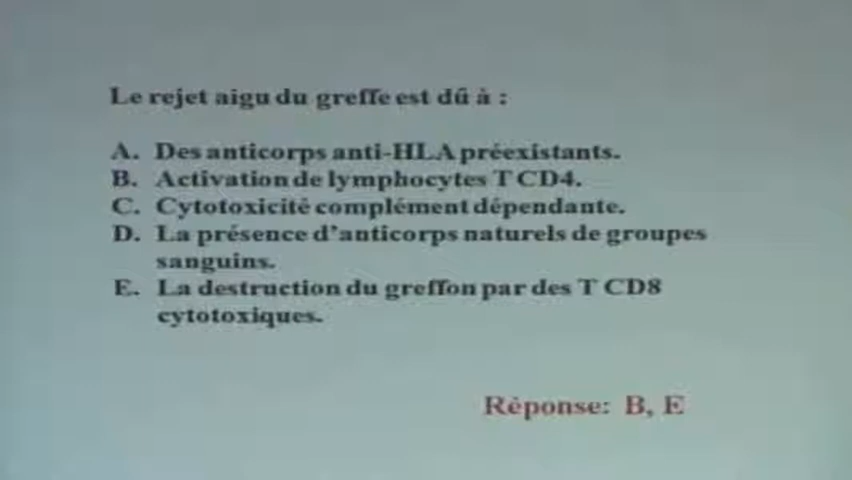 Le rejet aigu du greffe est dû à :
A. Des anticorps anti-HLA préexistants.
B. Activation de lymphocytes T CD4.
C. Cytotoxicité complément dépendante.
D. La présence d'anticorps naturels de groupes
sanguins.
E. La destruction du greffon par des T CD8
cytotoxiques.
Réponse: B, E